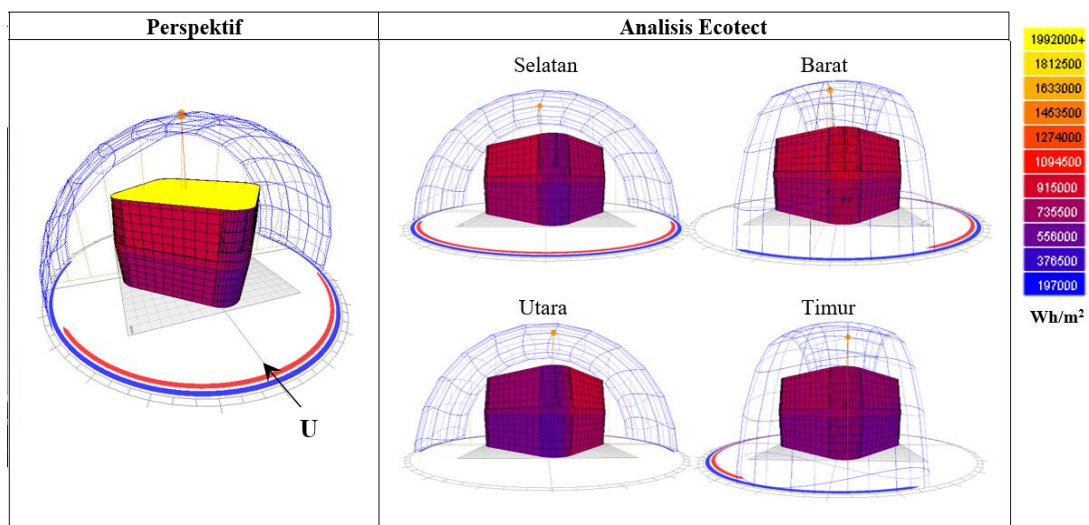 Perspektif
Analisis Ecotect
Selatan
Barat
Utara
Timur
U
1992000+
1812500
1633000
1453500
1274000
1094500
915000
735500
556000
376500
197000
Wh/m²